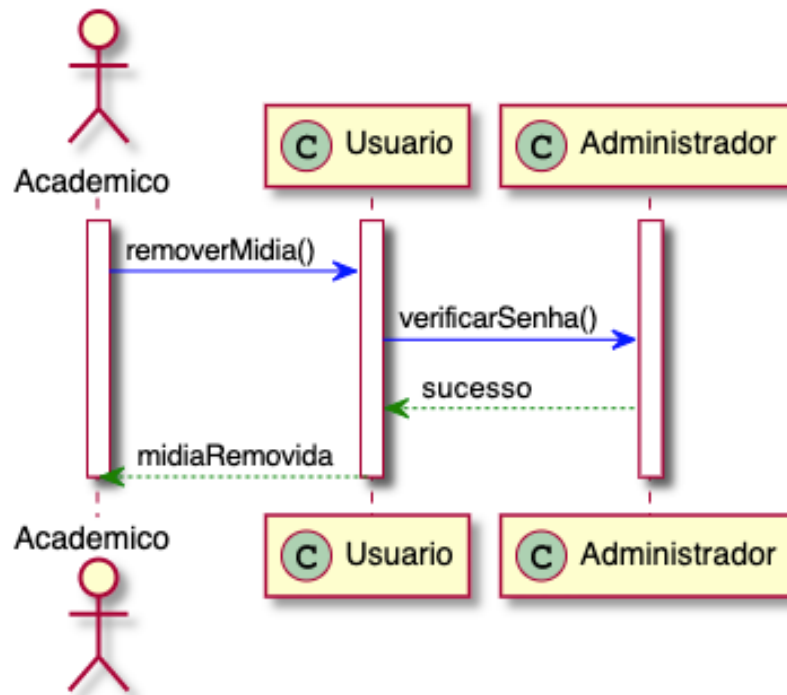 Academico
C Usuario
C Administrador
removerMidia()
verificarSenha()
sucesso
midiaRemovida
Academico
C Usuario
C Administrador